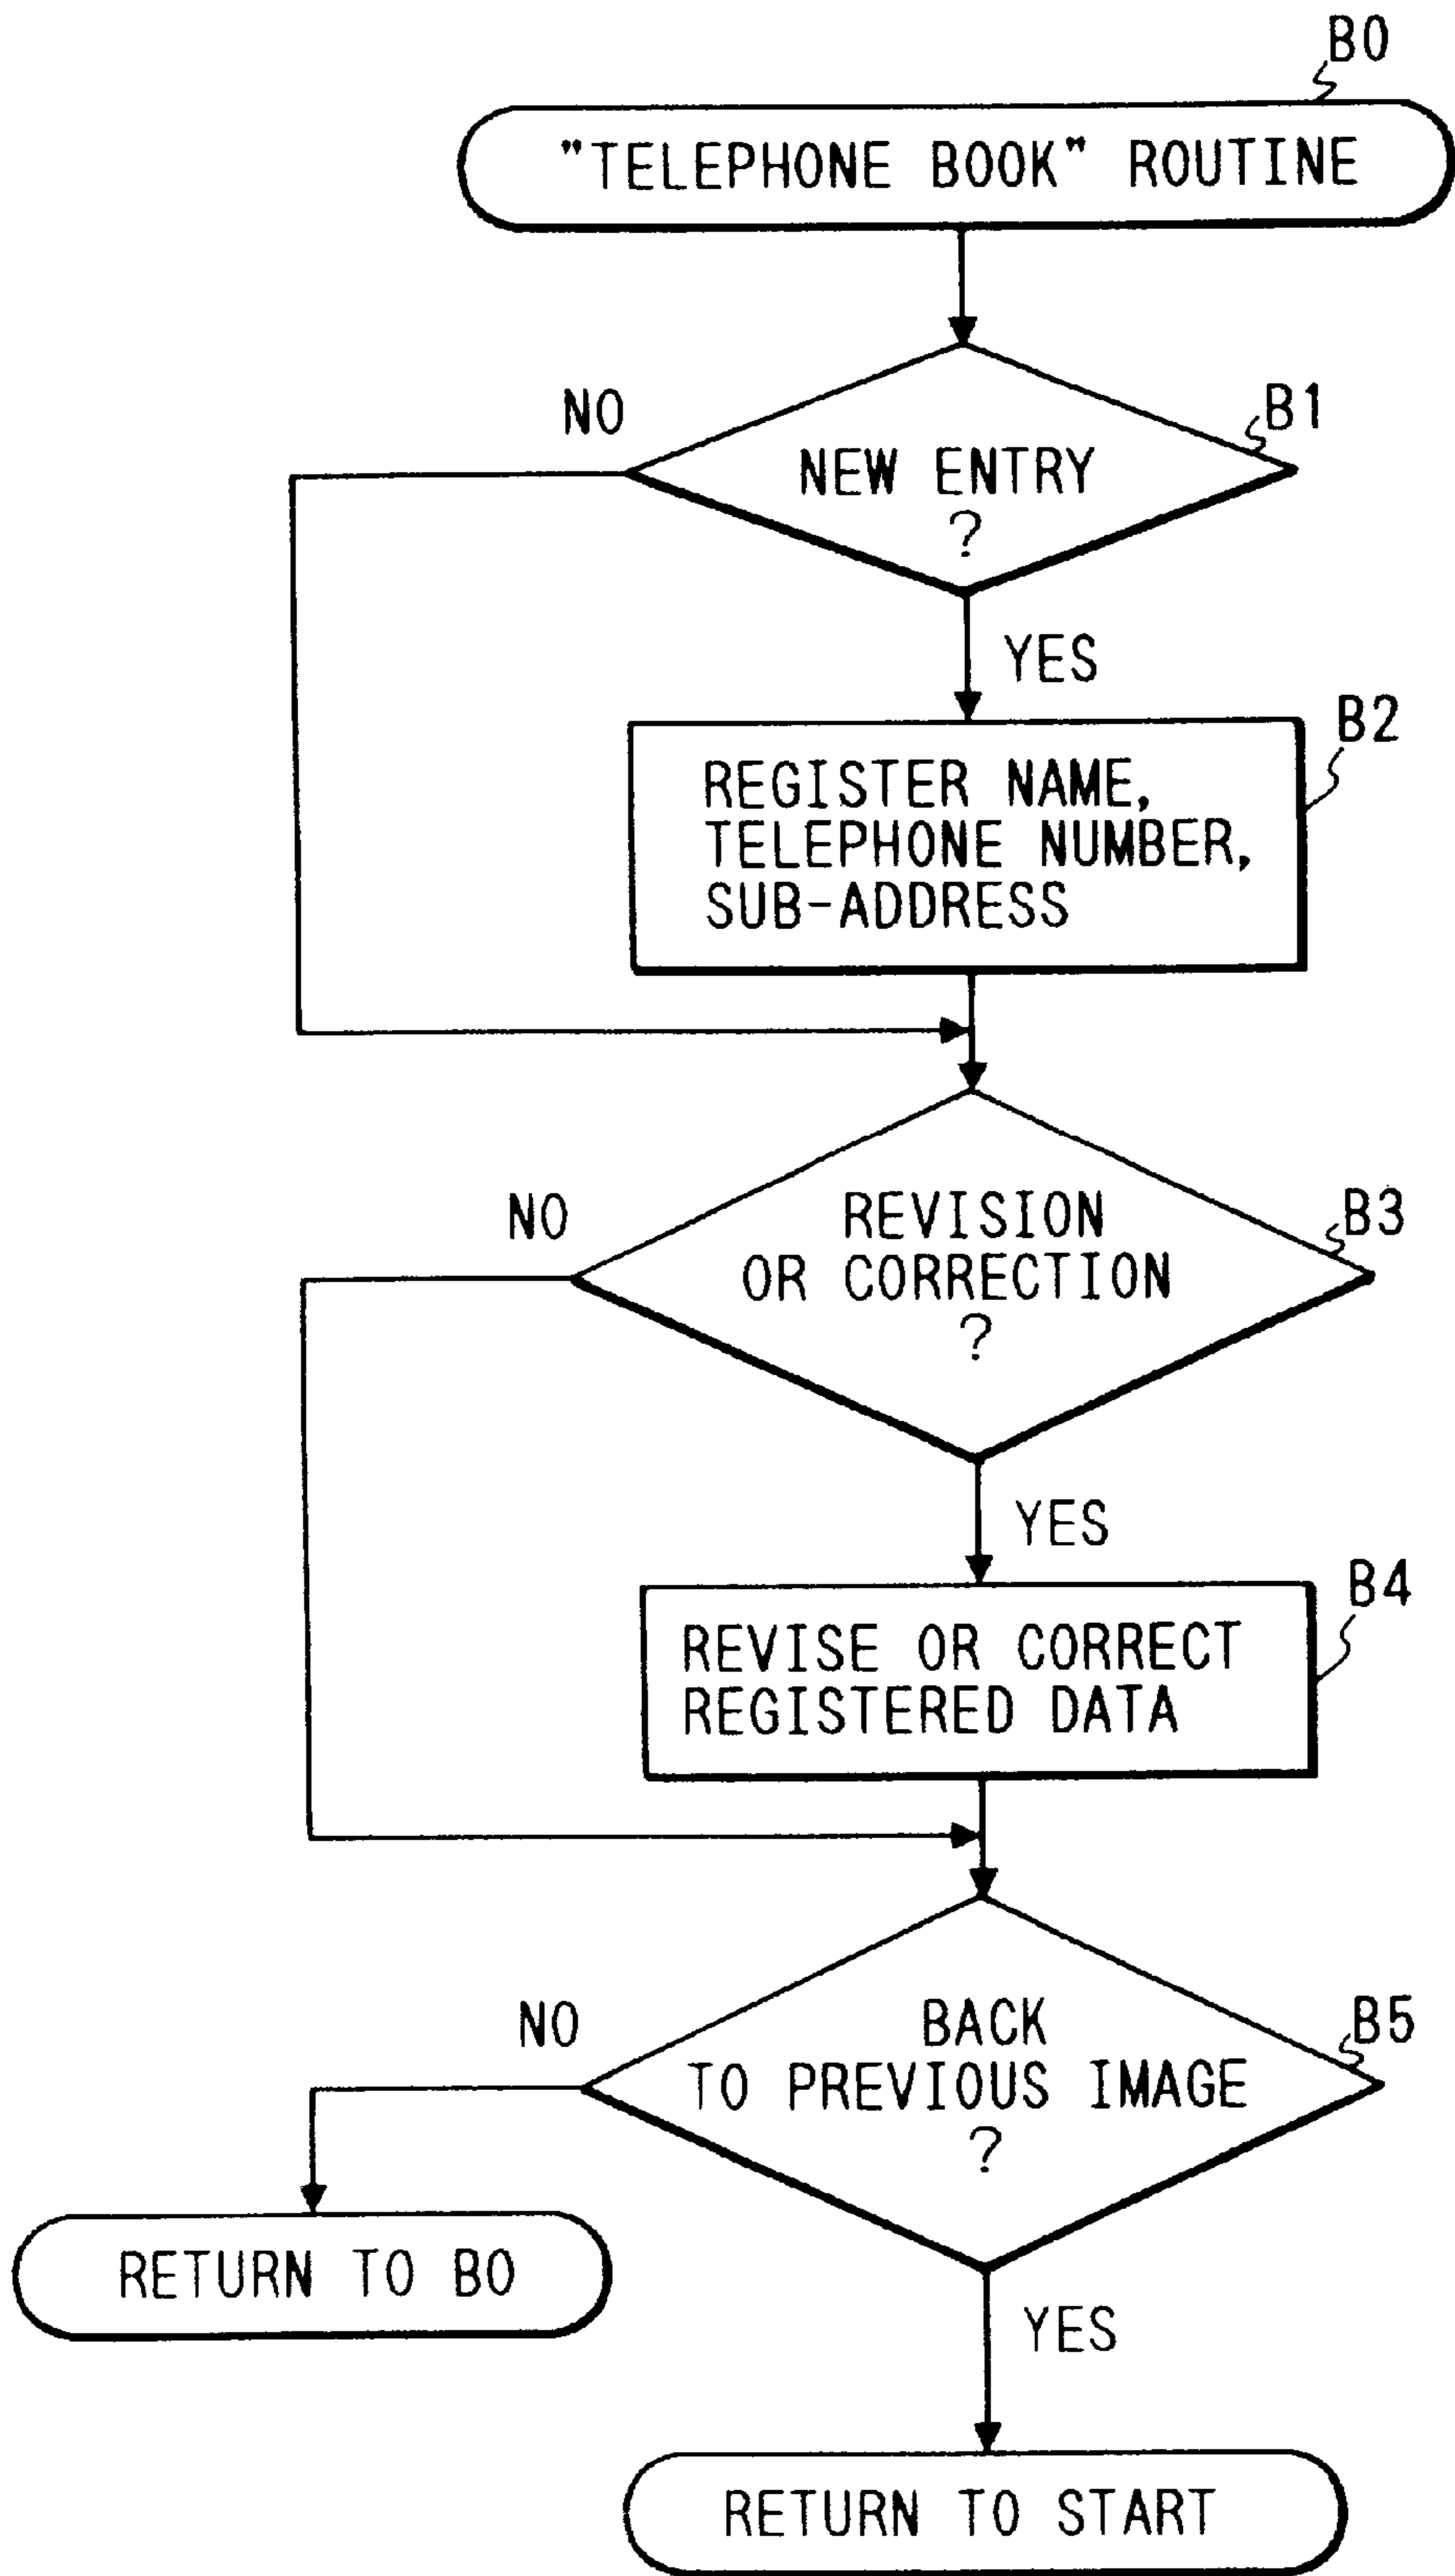 B0
"TELEPHONE BOOK" ROUTINE
NO
B1
NEW ENTRY
?
YES
B2
REGISTER NAME,
TELEPHONE NUMBER,
SUB-ADDRESS
NO
B3
REVISION
OR CORRECTION
?
YES
B4
REVISE OR CORRECT
REGISTERED DATA
NO
B5
BACK
TO PREVIOUS IMAGE
?
RETURN TO B0
YES
RETURN TO START